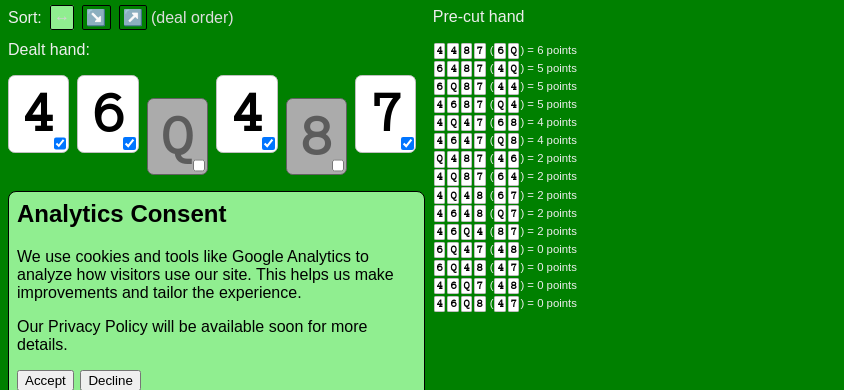 Sort: ↔️ ↘️ ↗️ (deal order)
Dealt hand:
4 6 Q 4 8 7
Analytics Consent
We use cookies and tools like Google Analytics to
analyze how visitors use our site. This helps us make
improvements and tailor the experience.
Our Privacy Policy will be available soon for more
details.
Accept Decline
Pre-cut hand
4 4 8 7 (6 Q) = 6 points
6 4 8 7 (4 Q) = 5 points
6 Q 8 7 (4 4) = 5 points
4 6 8 7 (Q 4) = 5 points
4 Q 4 7 (6 8) = 4 points
4 6 4 7 (Q 8) = 4 points
Q 4 8 7 (4 6) = 2 points
4 Q 8 7 (6 4) = 2 points
4 Q 4 8 (6 7) = 2 points
4 6 4 8 (Q 7) = 2 points
4 6 Q 4 (8 7) = 2 points
6 Q 4 7 (4 8) = 0 points
6 Q 4 8 (4 7) = 0 points
4 6 Q 7 (4 8) = 0 points
4 6 Q 8 (4 7) = 0 points